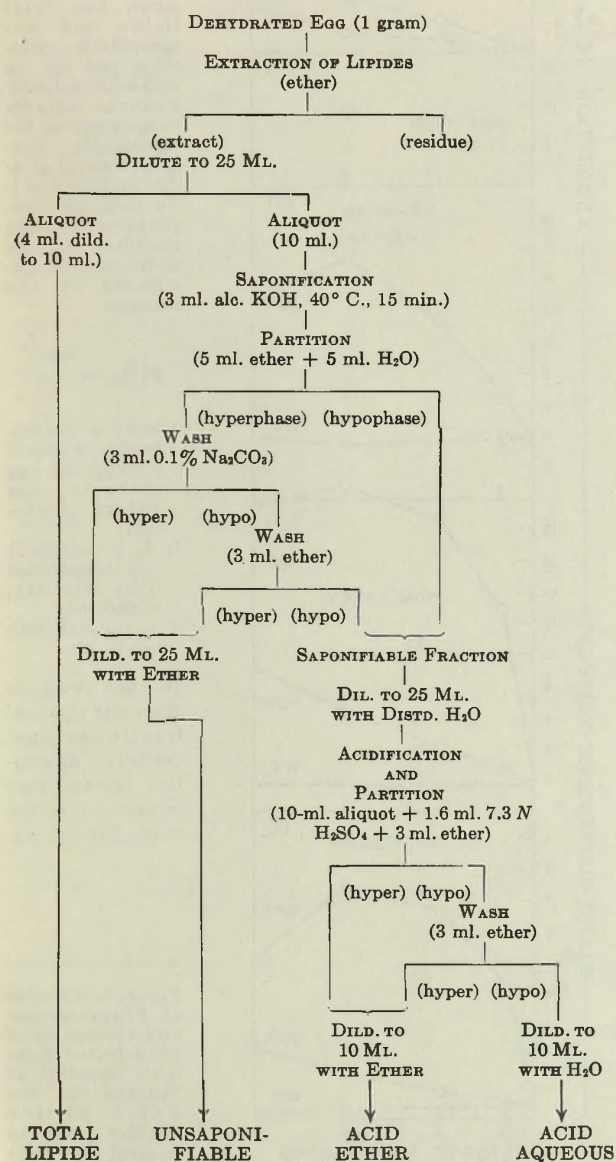 DEHYDRATED EGG (1 gram)
EXTRACTION OF LIPIDES
(ether)
(extract) (residue)
DILUTE TO 25 ML.
ALIQUOT
(4 ml. dild.
to 10 ml.)
ALIQUOT
(10 ml.)
SAPONIFICATION
(3 ml. alc. KOH, 40° C., 15 min.)
PARTITION
(5 ml. ether + 5 ml. H₂O)
(hyperphase) (hypophase)
WASH
(3 ml. 0.1% Na₂CO₃)
(hyper) (hypo)
WASH
(3 ml. ether)
(hyper) (hypo)
DILD. TO 25 ML.
WITH ETHER
SAPONIFIABLE FRACTION
DIL. TO 25 ML.
WITH DISTD. H₂O
ACIDIFICATION
AND
PARTITION
(10-ml. aliquot + 1.6 ml. 7.3 N
H₂SO₄ + 3 ml. ether)
(hyper) (hypo)
WASH
(3 ml. ether)
(hyper) (hypo)
DILD. TO
10 ML.
WITH ETHER
DILD. TO
10 ML.
WITH H₂O
TOTAL
LIPIDE
UNSAPONI-
FIABLE
ACID
ETHER
ACID
AQUEOUS